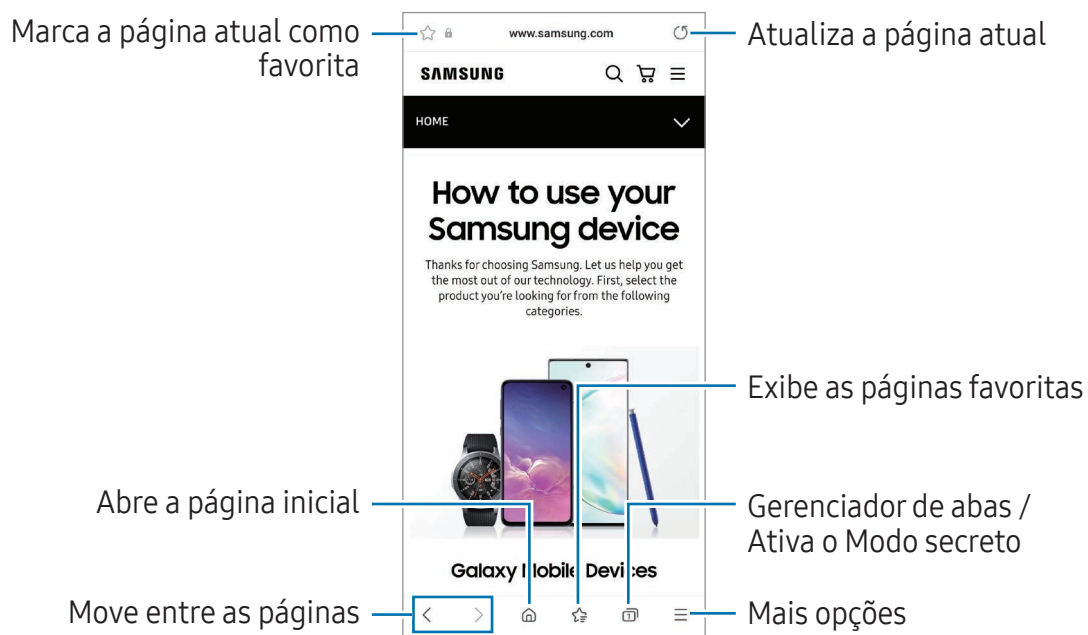 Marca a página atual como
favorita
www.samsung.com
Atualiza a página atual
SAMSUNG
HOME
How to use your
Samsung device
Thanks for choosing Samsung. Let us help you get
the most out of our technology. First, select the
product you're looking for from the following
categories.
Exibe as páginas favoritas
Abre a página inicial
Gerenciador de abas /
Ativa o Modo secreto
Galaxy Mobile Devices
Move entre as páginas
1
Mais opções